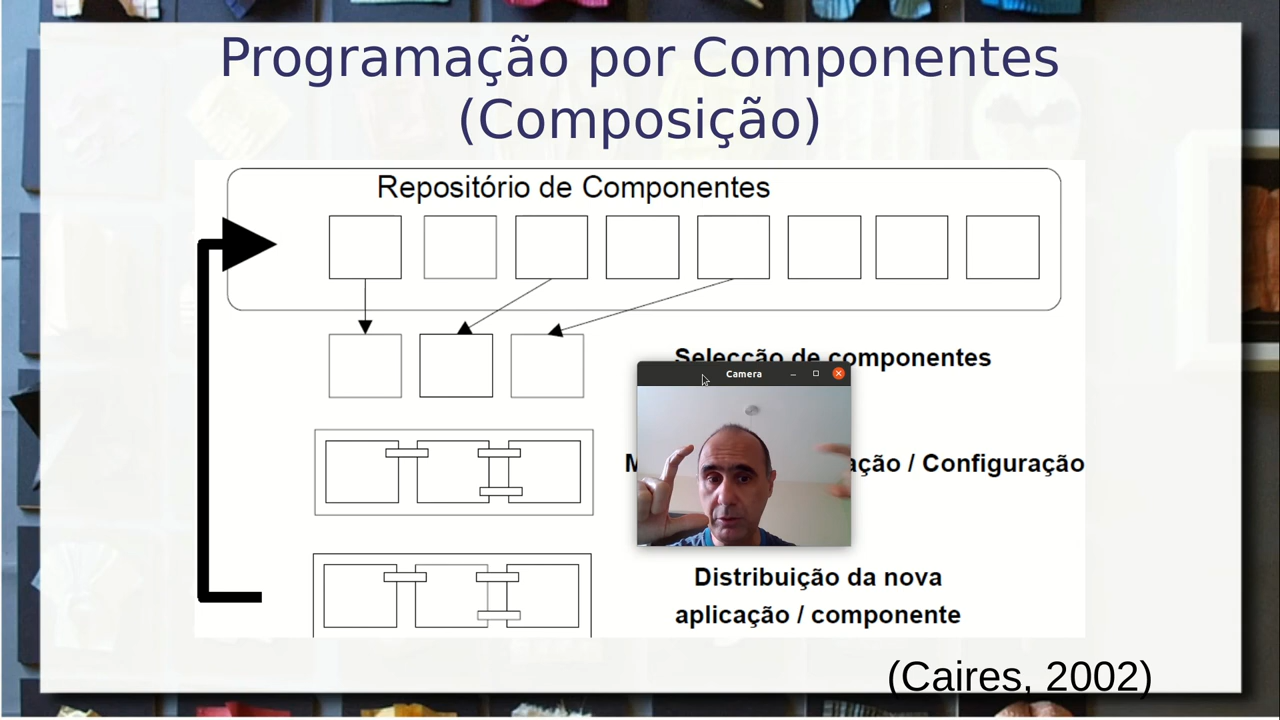 Programação por Componentes
(Composição)
Repositório de Componentes
Selecção de componentes
Camera
/ Configuração
Distribuição da nova
aplicação / componente
(Caires, 2002)